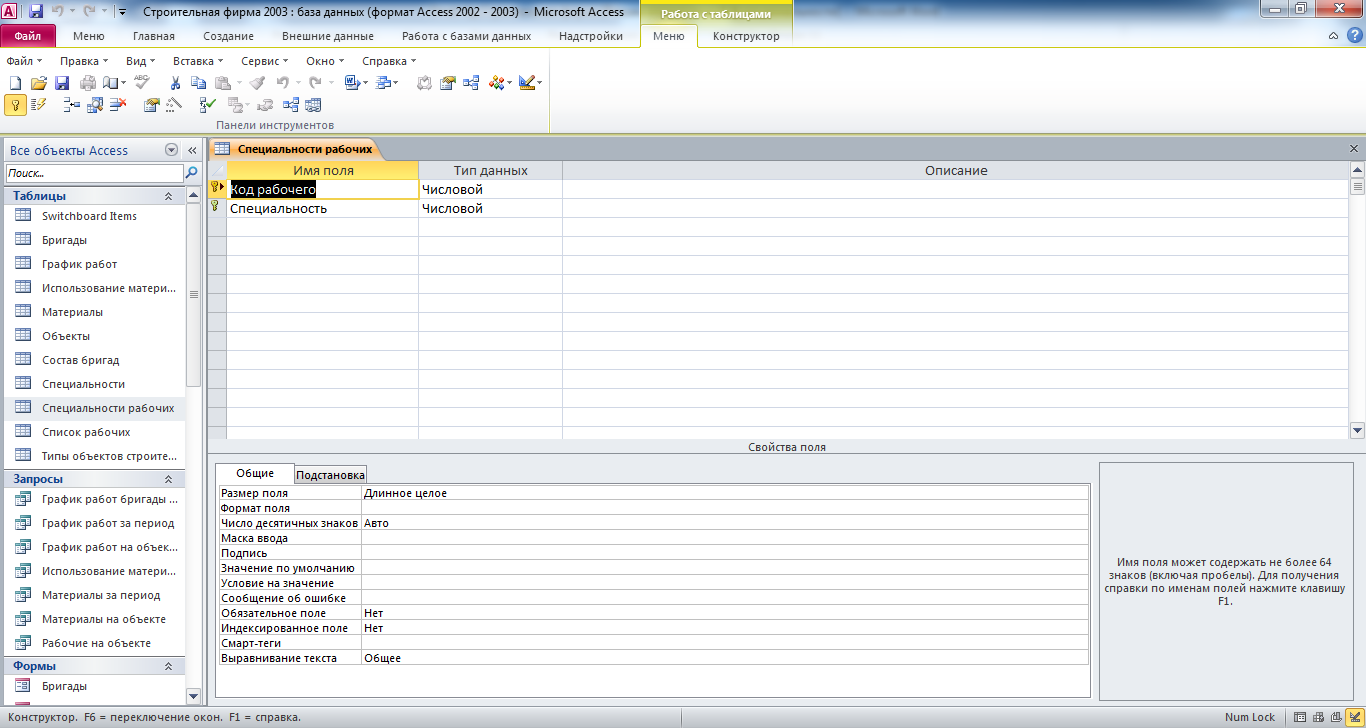 Строительная фирма 2003 : база данных (формат Access 2002 - 2003) - Microsoft Access
Работа с таблицами
Файл Меню Главная Создание Внешние данные Работа с базами данных Надстройки Меню Конструктор
Файл Правка Вид Вставка Сервис Окно Справка
Панели инструментов
Все объекты Access
Поиск...
Таблицы
Switchboard Items
Бригады
График работ
Использование матери...
Материалы
Объекты
Состав бригад
Специальности
Специальности рабочих
Список рабочих
Типы объектов строите...
Запросы
График работ бригады ...
График работ за период
График работ на объек...
Использование матери...
Материалы за период
Материалы на объекте
Рабочие на объекте
Формы
Бригады
Специальности рабочих
Имя поля Тип данных Описание
Код рабочего Числовой
Специальность Числовой
Свойства поля
Общие Подстановка
Размер поля Длинное целое
Формат поля
Число десятичных знаков Авто
Маска ввода
Подпись
Значение по умолчанию
Условие на значение
Сообщение об ошибке
Обязательное поле Нет
Индексированное поле Нет
Смарт-теги
Выравнивание текста Общее
Имя поля может содержать не более 64
знаков (включая пробелы). Для получения
справки по именам полей нажмите клавишу
F1.
Конструктор. F6 = переключение окон. F1 = справка.
Num Lock